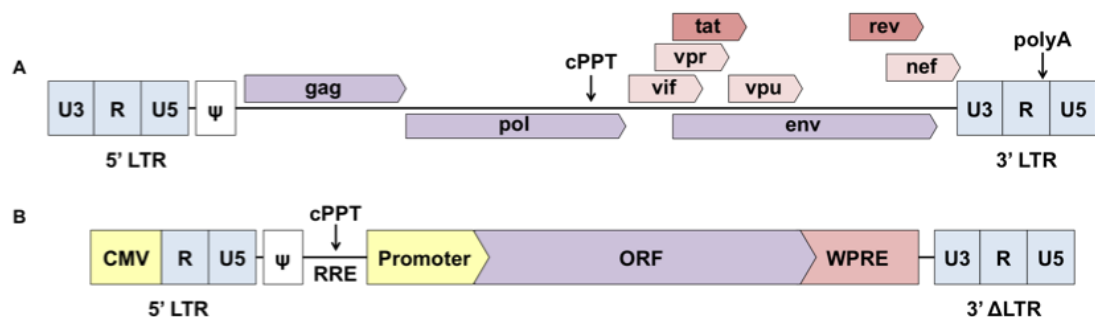 tat rev
polyA
A cPPT vpr nef
gag vif vpu
U3 R U5 ψ U3 R U5
pol env
5' LTR 3' LTR
B cPPT
CMV R U5 ψ Promoter ORF WPRE U3 R U5
RRE
5' LTR 3' ΔLTR